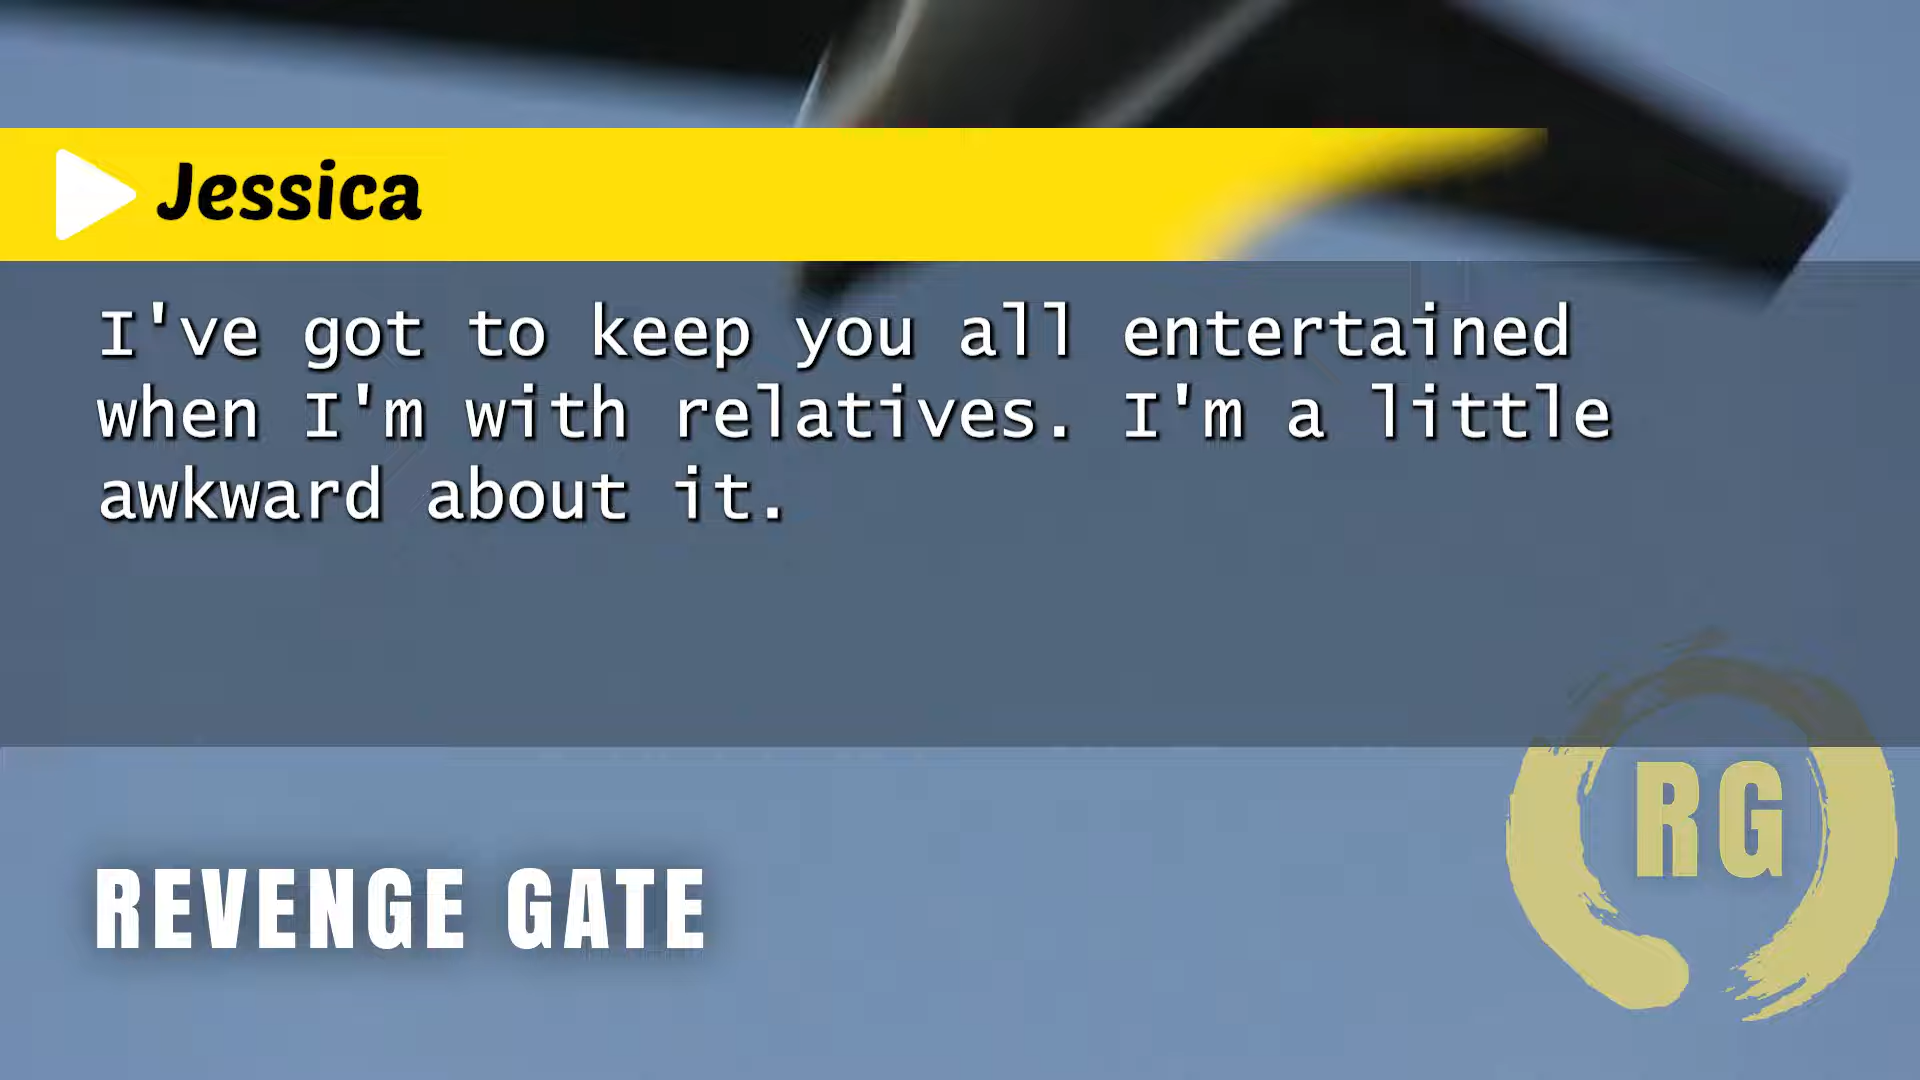 Jessica
I've got to keep you all entertained
when I'm with relatives. I'm a little
awkward about it.
RG
REVENGE GATE